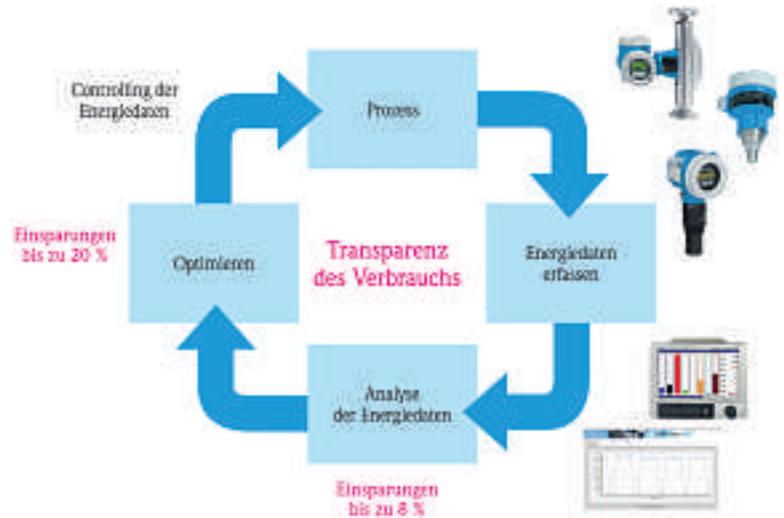 Controlling der
Energiedaten
Prozess
Einsparungen
bis zu 20 %
Optimieren
Transparenz
des Verbrauchs
Energiedaten
erfassen
Analyse
der Energiedaten
Einsparungen
bis zu 8 %